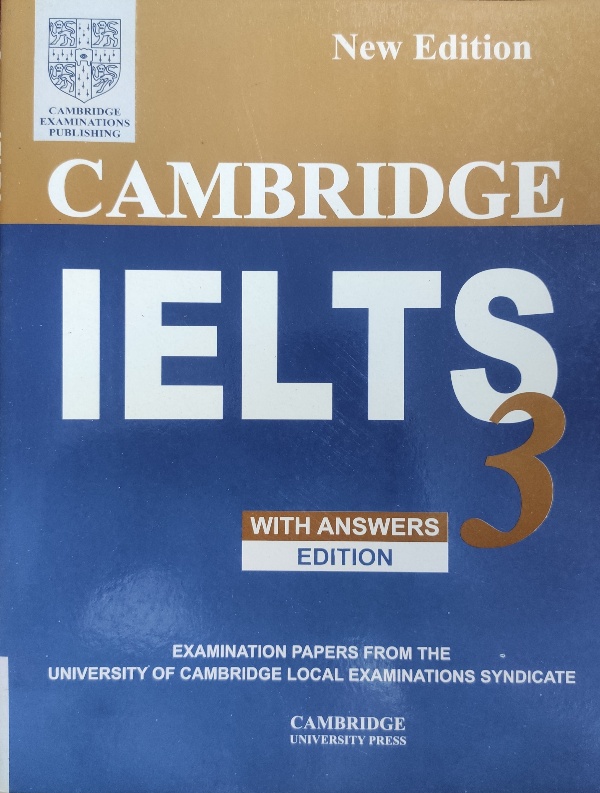 New Edition
CAMBRIDGE
EXAMINATIONS
PUBLISHING
CAMBRIDGE
IELTS
3
WITH ANSWERS
EDITION
EXAMINATION PAPERS FROM THE
UNIVERSITY OF CAMBRIDGE LOCAL EXAMINATIONS SYNDICATE
CAMBRIDGE
UNIVERSITY PRESS